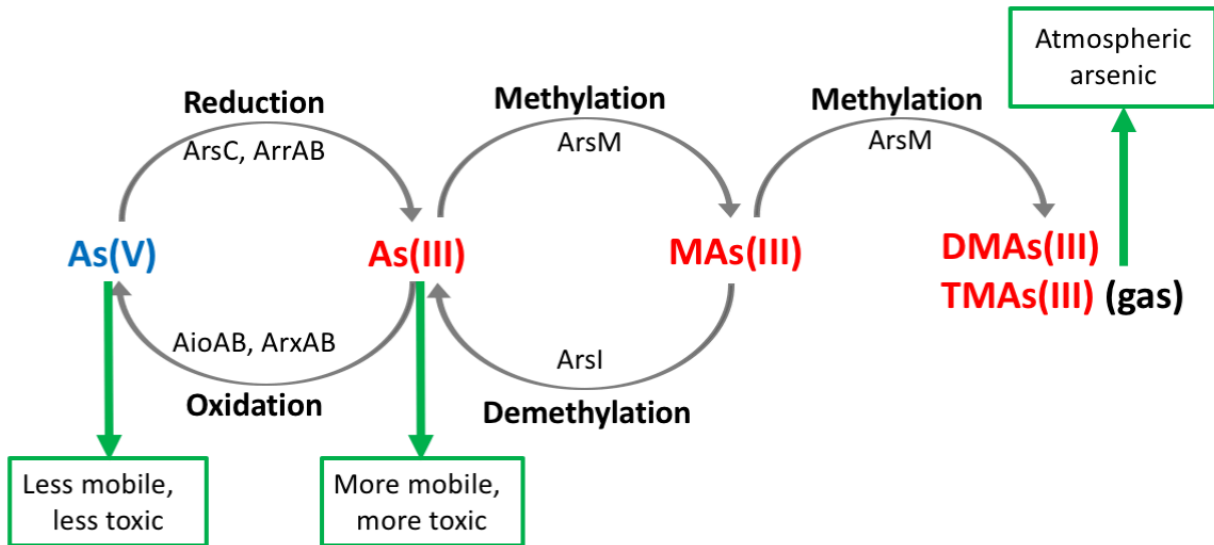 Atmospheric
arsenic
Reduction
Methylation
Methylation
ArsC, ArrAB
ArsM
ArsM
As(V)
As(III)
MAs(III)
DMAs(III)
TMAs(III) (gas)
AioAB, ArxAB
ArsI
Oxidation
Demethylation
Less mobile,
less toxic
More mobile,
more toxic